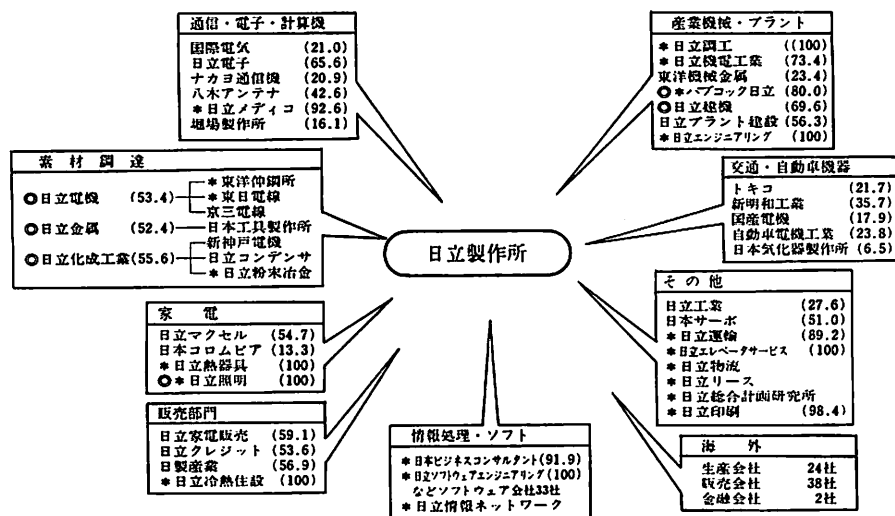 通信・電子・計算機
国際電気 (21.0)
日立電子 (65.6)
ナカヨ通信機 (20.9)
八木アンテナ (42.6)
*日立メディコ (92.6)
堀場製作所 (16.1)
産業機械・プラント
*日立調工 ((100)
*日立機電工業 (73.4)
東洋機械金属 (23.4)
◎*バブコック日立 (80.0)
◎日立建機 (69.6)
日立プラント建設 (56.3)
*日立エンジニアリング (100)
素材調達
◎日立電機 (53.4)
*東洋伸銅所
*東日電線
京三電線
◎日立金属 (52.4)
日本工具製作所
◎日立化成工業 (55.6)
新神戸電機
日立コンデンサ
*日立粉末冶金
交通・自動車機器
トキコ (21.7)
新明和工業 (35.7)
国産電機 (17.9)
自動車電機工業 (23.8)
日本気化器製作所 (6.5)
日立製作所
家電
日立マクセル (54.7)
日本コロムビア (13.3)
*日立熱器具 (100)
◎*日立照明 (100)
その他
日立工業 (27.6)
日本サーボ (51.0)
*日立運輸 (89.2)
*日立エレベータサービス (100)
*日立物流
*日立リース
*日立総合計画研究所
*日立印刷 (98.4)
販売部門
日立家電販売 (59.1)
日立クレジット (53.6)
日製産業 (56.9)
*日立冷熱住設 (100)
情報処理・ソフト
*日本ビジネスコンサルタント (91.9)
*日立ソフトウェアエンジニアリング (100)
などソフトウェア会社33社
*日立情報ネットワーク
海外
生産会社 24社
販売会社 38社
金融会社 2社